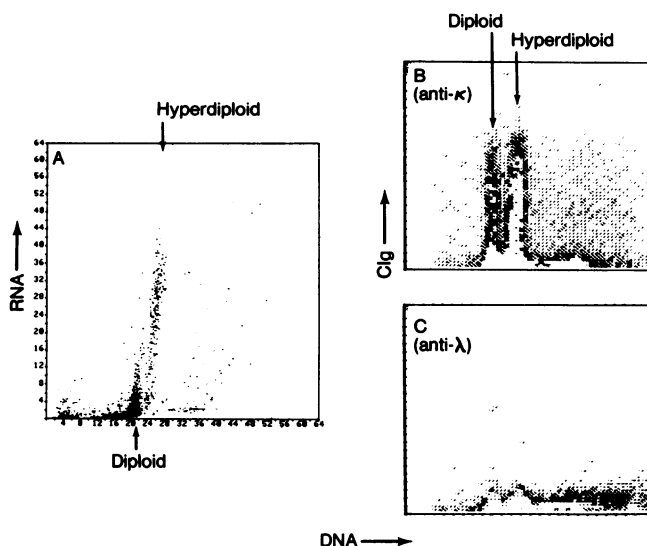 Diploid
Hyperdiploid
B
(anti-κ)
CIg
Hyperdiploid
A
64
60
56
52
48
44
40
36
32
28
24
20
16
12
8
4
RNA
4 8 12 16 20 24 28 32 36 40 44 48 52 56 60 64
Diploid
C
(anti-λ)
DNA